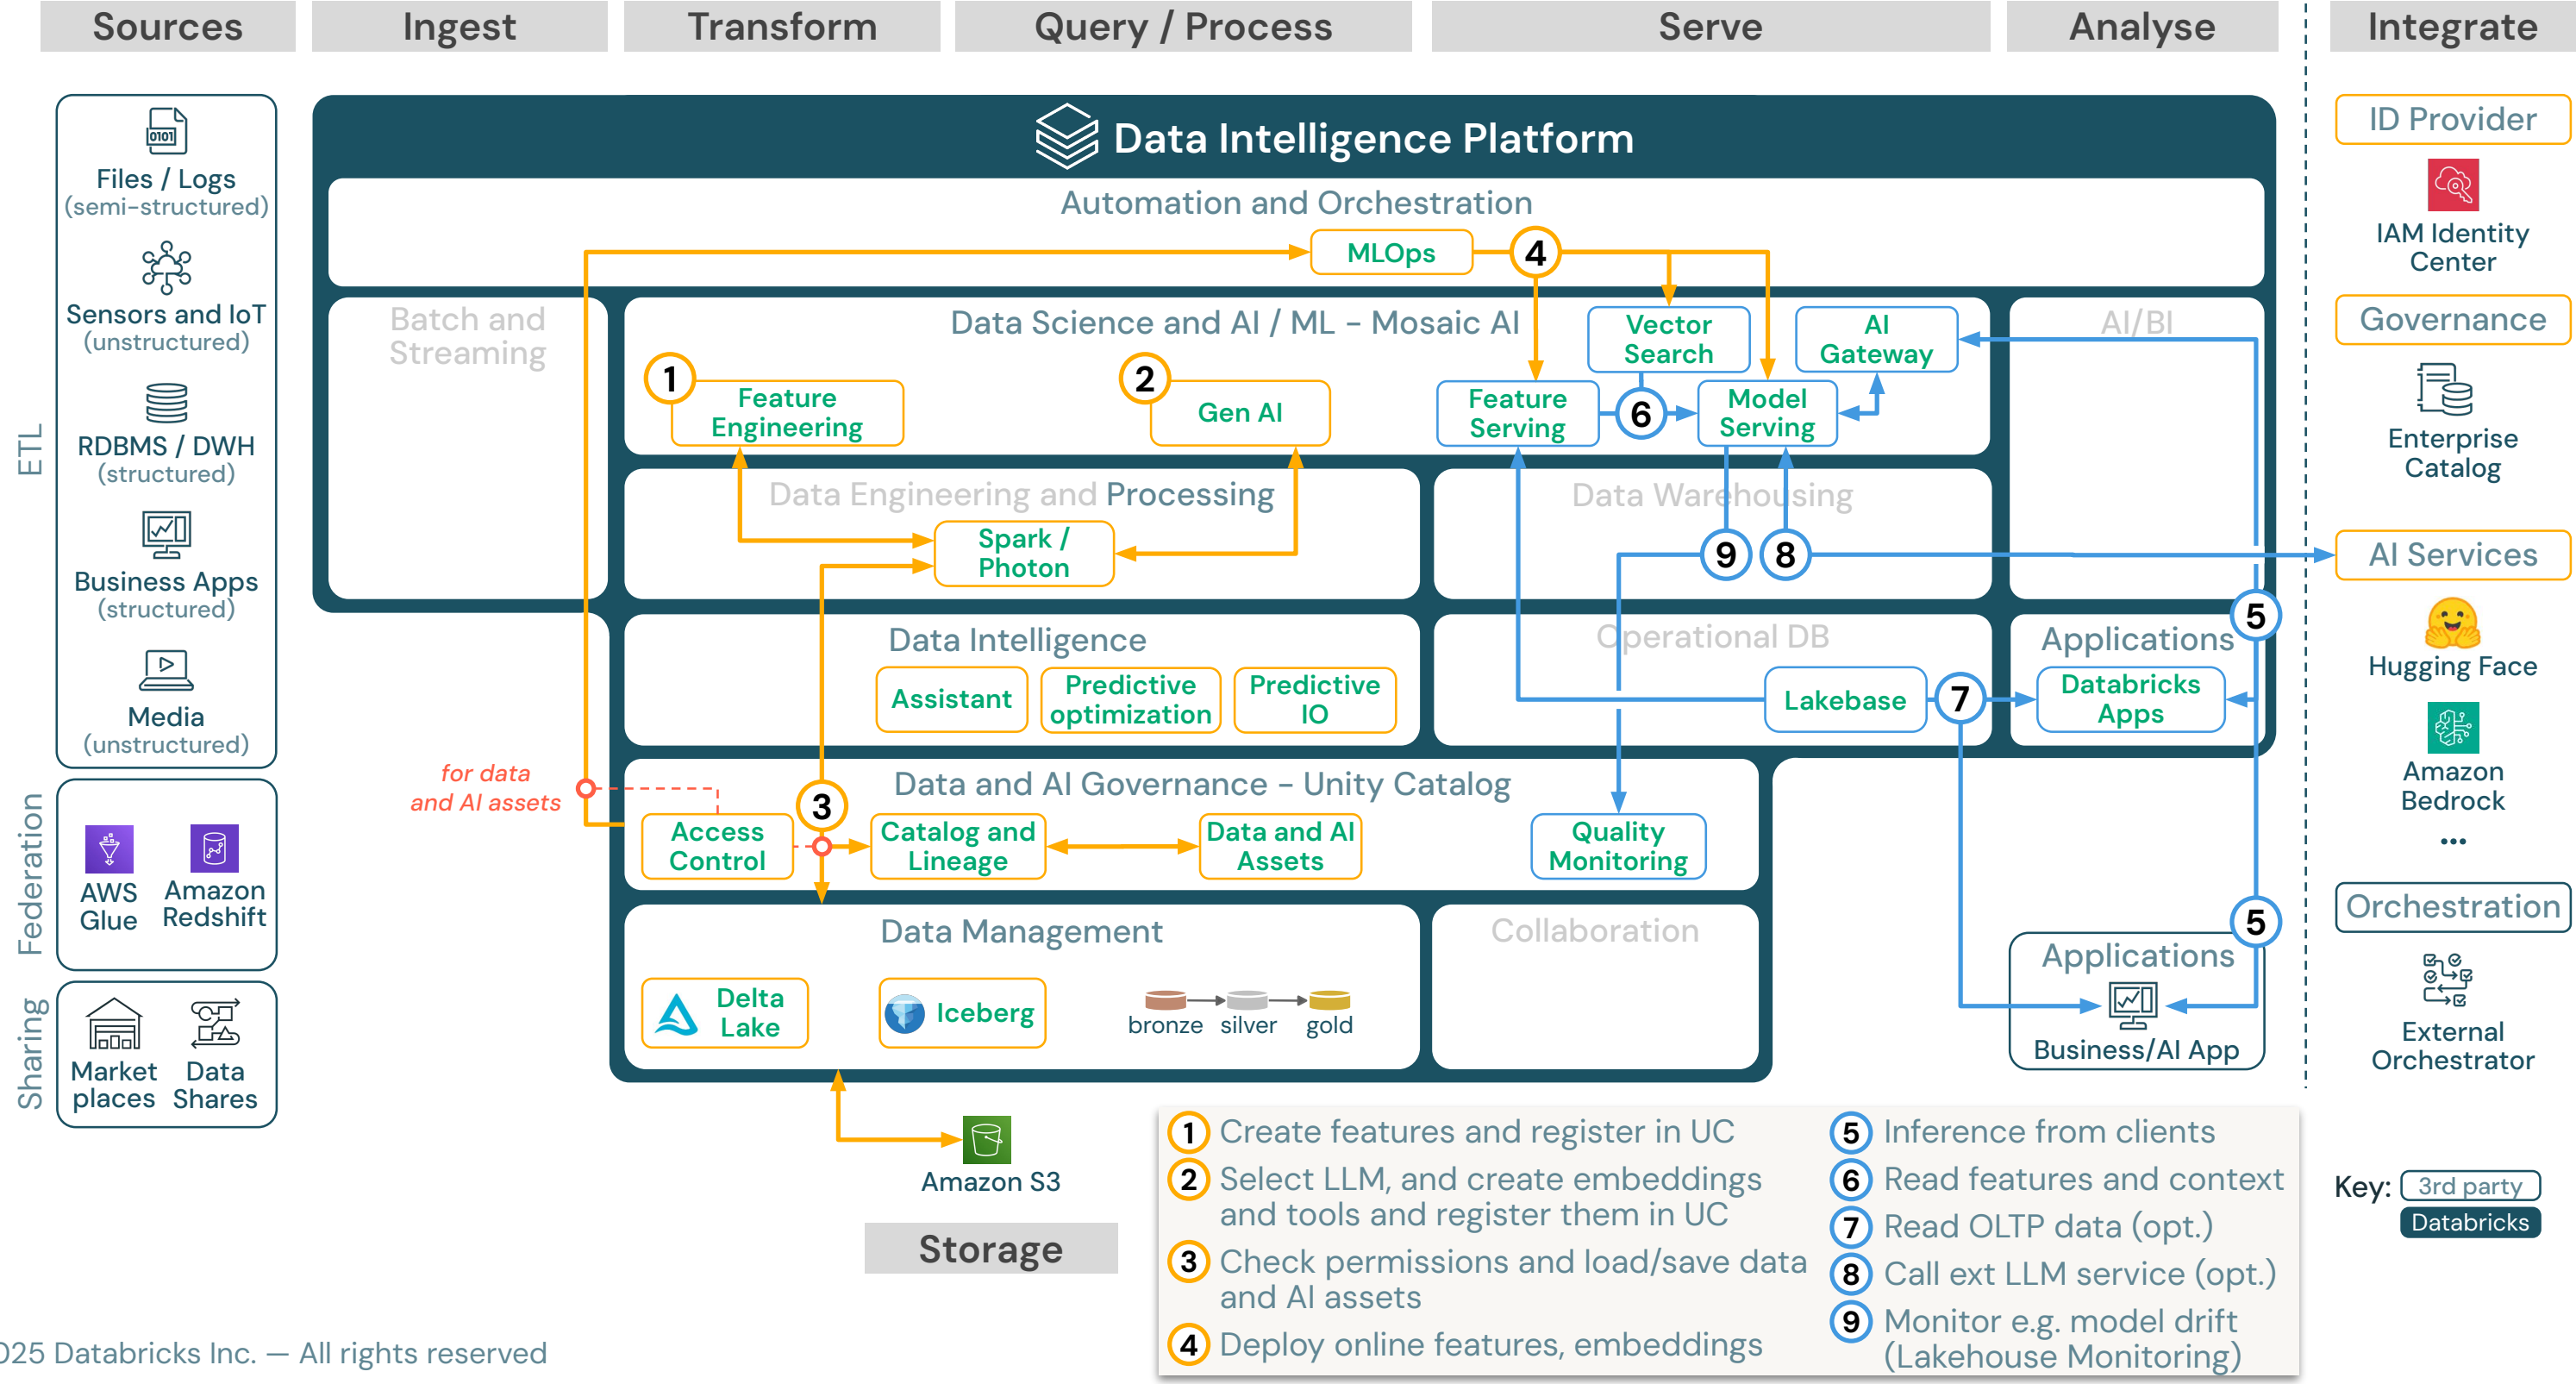 Sources
Ingest
Transform
Query / Process
Serve
Analyse
Integrate
ETL
Files / Logs
(semi-structured)
Sensors and IoT
(unstructured)
RDBMS / DWH
(structured)
Business Apps
(structured)
Media
(unstructured)
Federation
AWS
Glue
Amazon
Redshift
Sharing
Market
places
Data
Shares
Data Intelligence Platform
Automation and Orchestration
MLOps
4
Batch and
Streaming
Data Science and AI / ML - Mosaic AI
1
Feature
Engineering
2
Gen AI
Vector
Search
AI
Gateway
Feature
Serving
6
Model
Serving
AI/BI
Data Engineering and Processing
Spark /
Photon
Data Warehousing
9
8
5
Data Intelligence
Assistant
Predictive
optimization
Predictive
IO
Operational DB
Lakebase
7
Applications
Databricks
Apps
for data
and AI assets
Data and AI Governance - Unity Catalog
3
Access
Control
Catalog and
Lineage
Data and AI
Assets
Quality
Monitoring
Data Management
Delta
Lake
Iceberg
bronze
silver
gold
Collaboration
5
Applications
Business/AI App
Amazon S3
Storage
ID Provider
IAM Identity
Center
Governance
Enterprise
Catalog
AI Services
Hugging Face
Amazon
Bedrock
...
Orchestration
External
Orchestrator
1 Create features and register in UC
2 Select LLM, and create embeddings
and tools and register them in UC
3 Check permissions and load/save data
and AI assets
4 Deploy online features, embeddings
5 Inference from clients
6 Read features and context
7 Read OLTP data (opt.)
8 Call ext LLM service (opt.)
9 Monitor e.g. model drift
(Lakehouse Monitoring)
Key: 3rd party
Databricks
025 Databricks Inc. — All rights reserved